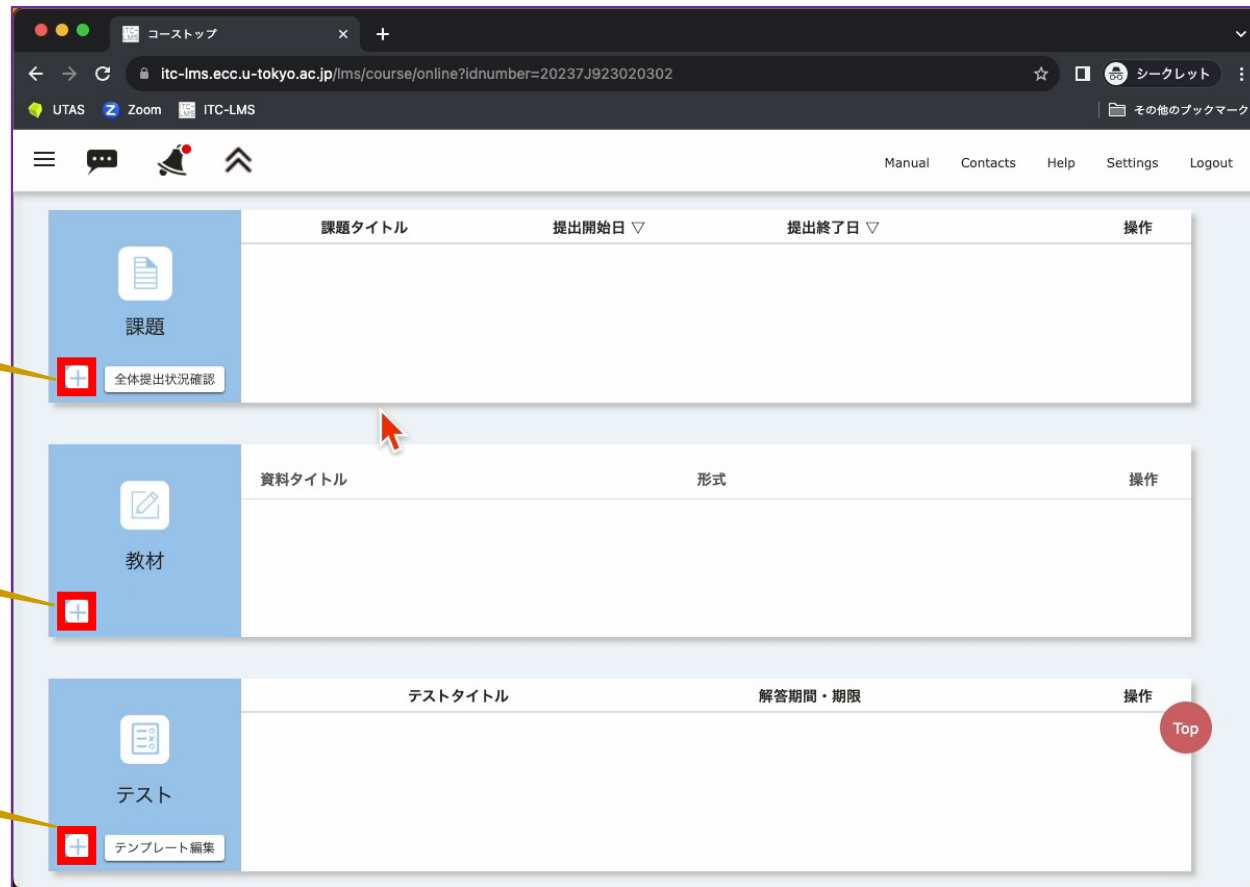 コーストップ
itc-lms.ecc.u-tokyo.ac.jp/lms/course/online?idnumber=20237J923020302
シークレット
UTAS Zoom ITC-LMS
その他のブックマーク
Manual Contacts Help Settings Logout
課題タイトル 提出開始日 ▽ 提出終了日 ▽ 操作
課題
全体提出状況確認
資料タイトル 形式 操作
教材
テストタイトル 解答期間・期限 操作
Top
テスト
テンプレート編集